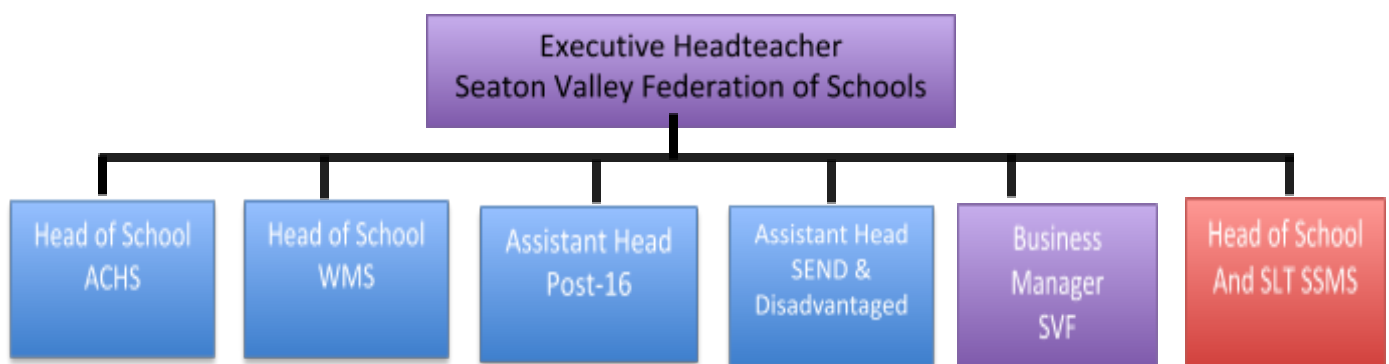 Executive Headteacher
Seaton Valley Federation of Schools
Head of School
ACHS
Head of School
WMS
Assistant Head
Post-16
Assistant Head
SEND &
Disadvantaged
Business
Manager
SVF
Head of School
And SLT SSMS